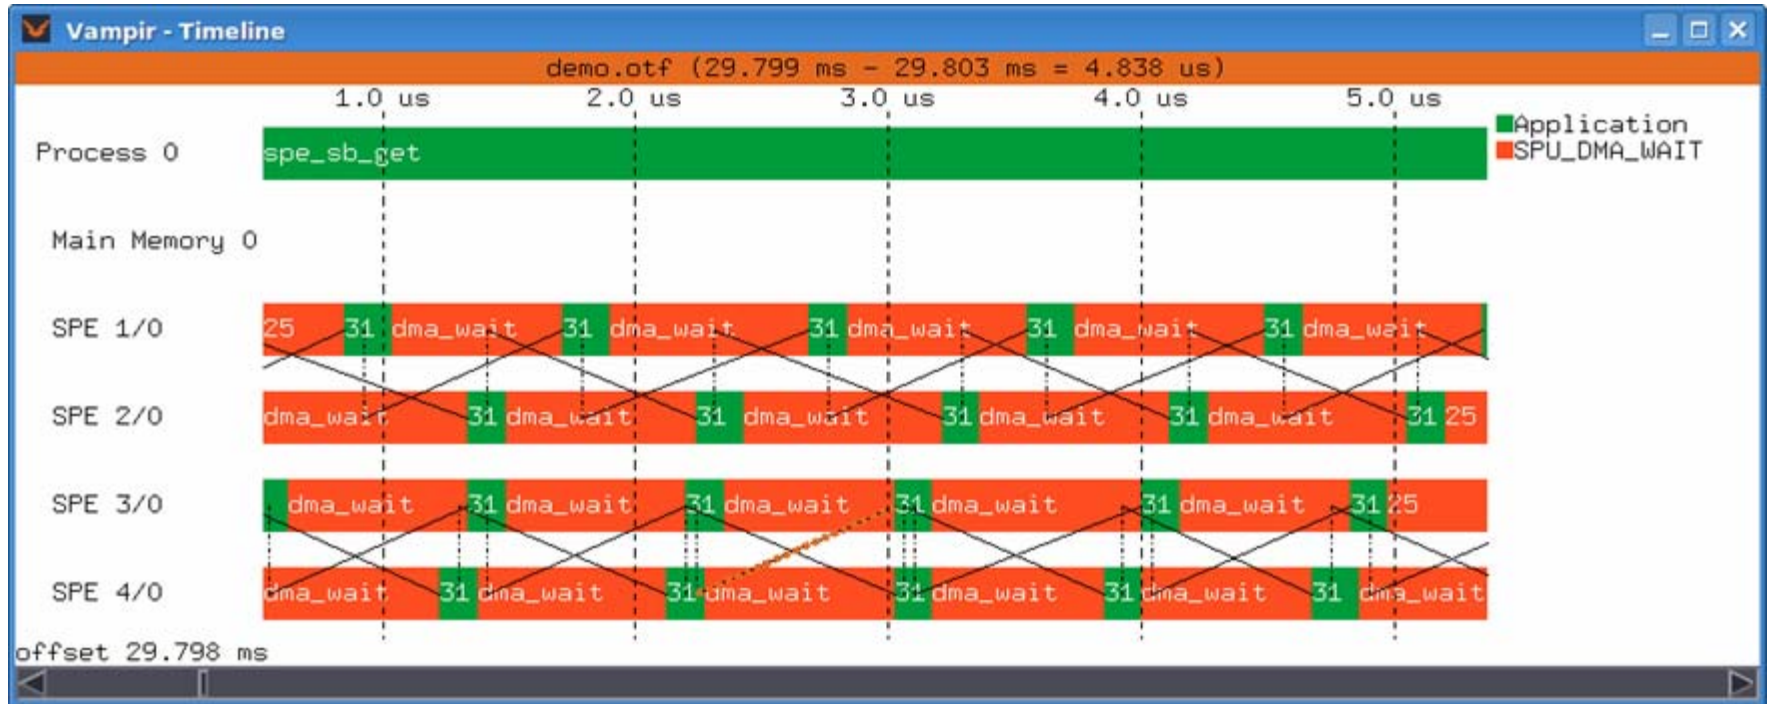 Vampir - Timeline
demo.otf (29.799 ms - 29.803 ms = 4.838 us)
1.0 us 2.0 us 3.0 us 4.0 us 5.0 us
Application
SPU_DMA_WAIT
Process 0 spe_sb_get
Main Memory 0
SPE 1/0 25 31 dma_wait 31 dma_wait 31 dma_wait 31 dma_wait 31 dma_wait
SPE 2/0 dma_wait 31 dma_wait 31 dma_wait 31 dma_wait 31 dma_wait 31 25
SPE 3/0 dma_wait 31 dma_wait 31 dma_wait 31 dma_wait 31 dma_wait 31 25
SPE 4/0 dma_wait 31 dma_wait 31 dma_wait 31 dma_wait 31 dma_wait 31 dma_wait
offset 29.798 ms